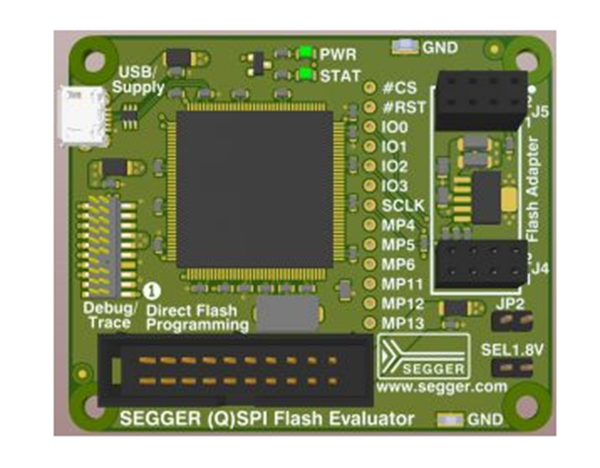 PWR
GND
USB/
Supply
STAT
#CS
#RST
J5
IO0
IO1
IO2
IO3
SCLK
MP4
MP5
MP6
MP11
MP12
MP13
Flash Adapter
J4
1
Debug/
Trace
Direct Flash
Programming
JP2
SEL1.8V
SEGGER
www.segger.com
SEGGER (Q)SPI Flash Evaluator
GND